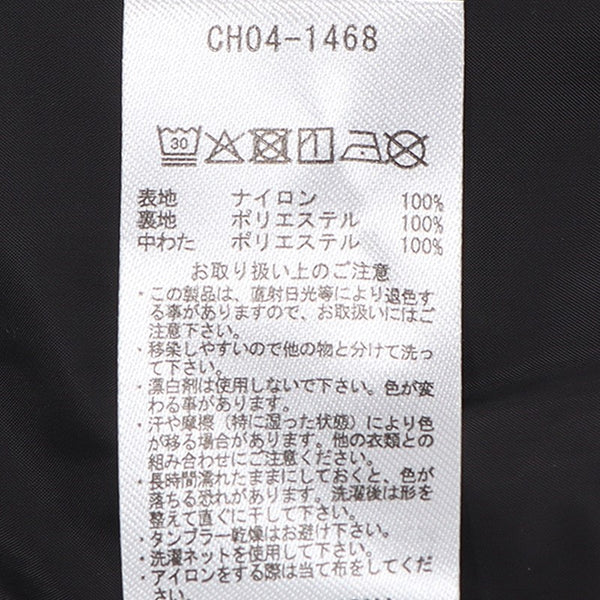 CH04-1468
30
表地 ナイロン 100%
裏地 ポリエステル 100%
中わた ポリエステル 100%
お取り扱い上のご注意
・この製品は、直射日光等により退色す
る事がありますので、お取扱いにはご
注意下さい。
・移染しやすいので他の物と分けて洗っ
て下さい。
・漂白剤は使用しないで下さい。色が変
わる事があります。
・汗や摩擦（特に湿った状態）により色
が移る場合があります。他の衣類との
組み合わせにご注意ください。
・長時間濡れたままにしておくと、色が
落ちる恐れがあります。洗濯後は形を
整えて直ぐに干して下さい。
・タンブラー乾燥はお避け下さい。
・洗濯ネットを使用して下さい。
・アイロンをする際は当て布をしてくだ
さい。